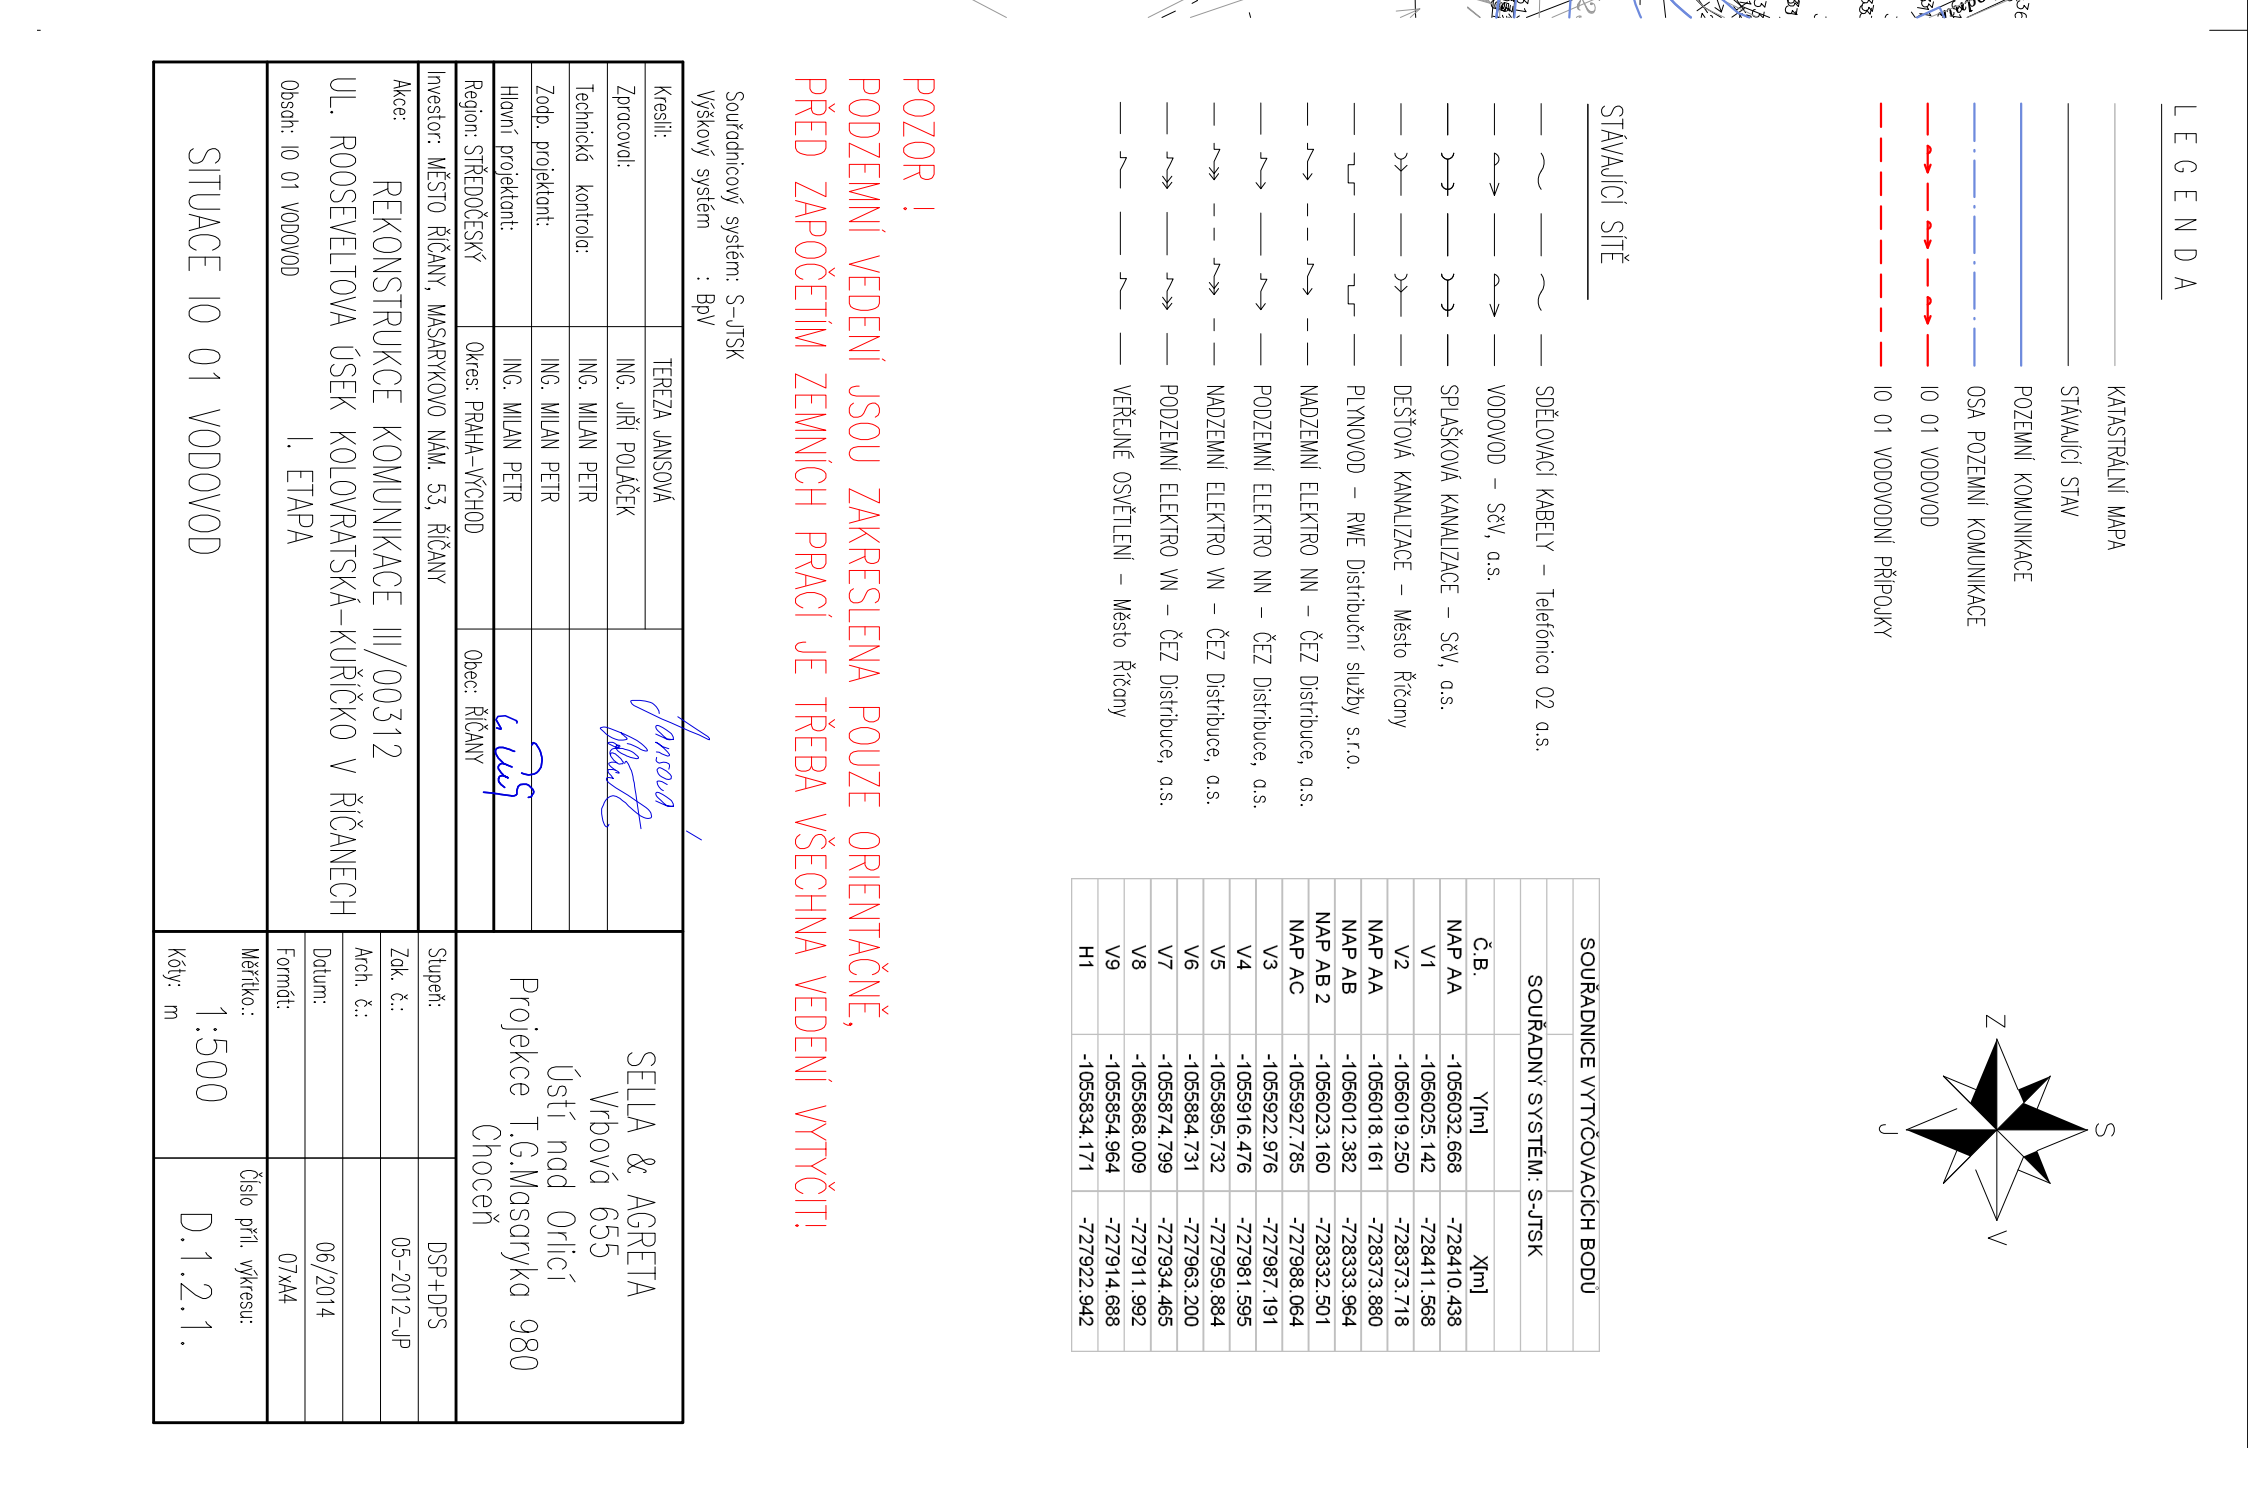 L E G E N D A
KATASTRÁLNÍ MAPA
STÁVAJÍCÍ STAV
POZEMNÍ KOMUNIKACE
OSA POZEMNÍ KOMUNIKACE
IO 01 VODOVOD
IO 01 VODOVODNÍ PŘÍPOJKY
S
Z
V
J
STÁVAJÍCÍ SÍTĚ
SDĚLOVACÍ KABELY – Telefónica O2 a.s.
VODOVOD – SčV, a.s.
SPLAŠKOVÁ KANALIZACE – SčV, a.s.
DEŠŤOVÁ KANALIZACE – Město Říčany
PLYNOVOD – RWE Distribuční služby s.r.o.
NADZEMNÍ ELEKTRO NN – ČEZ Distribuce, a.s.
PODZEMNÍ ELEKTRO NN – ČEZ Distribuce, a.s.
NADZEMNÍ ELEKTRO VN – ČEZ Distribuce, a.s.
PODZEMNÍ ELEKTRO VN – ČEZ Distribuce, a.s.
VEŘEJNÉ OSVĚTLENÍ – Město Říčany
SOUŘADNICE VYTYČOVACÍCH BODŮ
SOUŘADNÝ SYSTÉM: S-JTSK
Č.B. Y[m] X[m]
NAP AA -1056032.668 -728410.438
V1 -1056025.142 -728411.568
V2 -1056019.250 -728373.718
NAP AA -1056018.161 -728373.880
NAP AB -1056012.382 -728333.964
NAP AB 2 -1056023.160 -728332.501
NAP AC -1055927.785 -727988.064
V3 -1055922.976 -727987.191
V4 -1055916.476 -727981.595
V5 -1055895.732 -727959.884
V6 -1055884.731 -727963.200
V7 -1055874.799 -727934.465
V8 -1055868.009 -727911.992
V9 -1055854.964 -727914.688
H1 -1055834.171 -727922.942
POZOR !
PODZEMNÍ VEDENÍ JSOU ZAKRESLENA POUZE ORIENTAČNĚ,
PŘED ZAPOČETÍM ZEMNÍCH PRACÍ JE TŘEBA VŠECHNA VEDENÍ VYTYČIT!
Souřadnicový systém: S-JTSK
Výškový systém : BpV
Kreslil: TEREZA JANSOVÁ
Jansová
Zpracoval: ING. JIŘÍ POLÁČEK
Technická kontrola: ING. MILAN PETR
Zodp. projektant: ING. MILAN PETR
Hlavní projektant: ING. MILAN PETR
Region: STŘEDOČESKÝ Okres: PRAHA-VÝCHOD Obec: ŘÍČANY
Investor: MĚSTO ŘÍČANY, MASARYKOVO NÁM. 53, ŘÍČANY
Akce: REKONSTRUKCE KOMUNIKACE III/00312
UL. ROOSEVELTOVA ÚSEK KOLOVRATSKÁ-KUŘÍČKO V ŘÍČANECH
I. ETAPA
Obsah: IO 01 VODOVOD
SITUACE IO 01 VODOVOD
SELLA & AGRETA
Vrbová 655
Ústí nad Orlicí
Projekce T.G.Masaryka 980
Choceň
Stupeň: DSP+DPS
Zak. č.: 05-2012-JP
Arch. č.:
Datum: 06/2014
Formát: 07xA4
Měřítko.: 1:500
Kóty: m
Číslo příl. výkresu:
D.1.2.1.